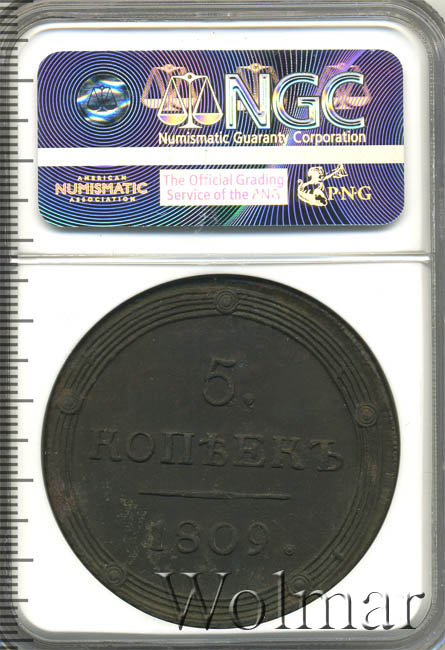 NGC
Numismatic Guaranty Corporation
AMERICAN
NUMISMATIC
ASSOCIATION
The Official Grading
Service of the PNG
P·N·G
5.
КОПѢЕКЪ
1809.
Wolmar